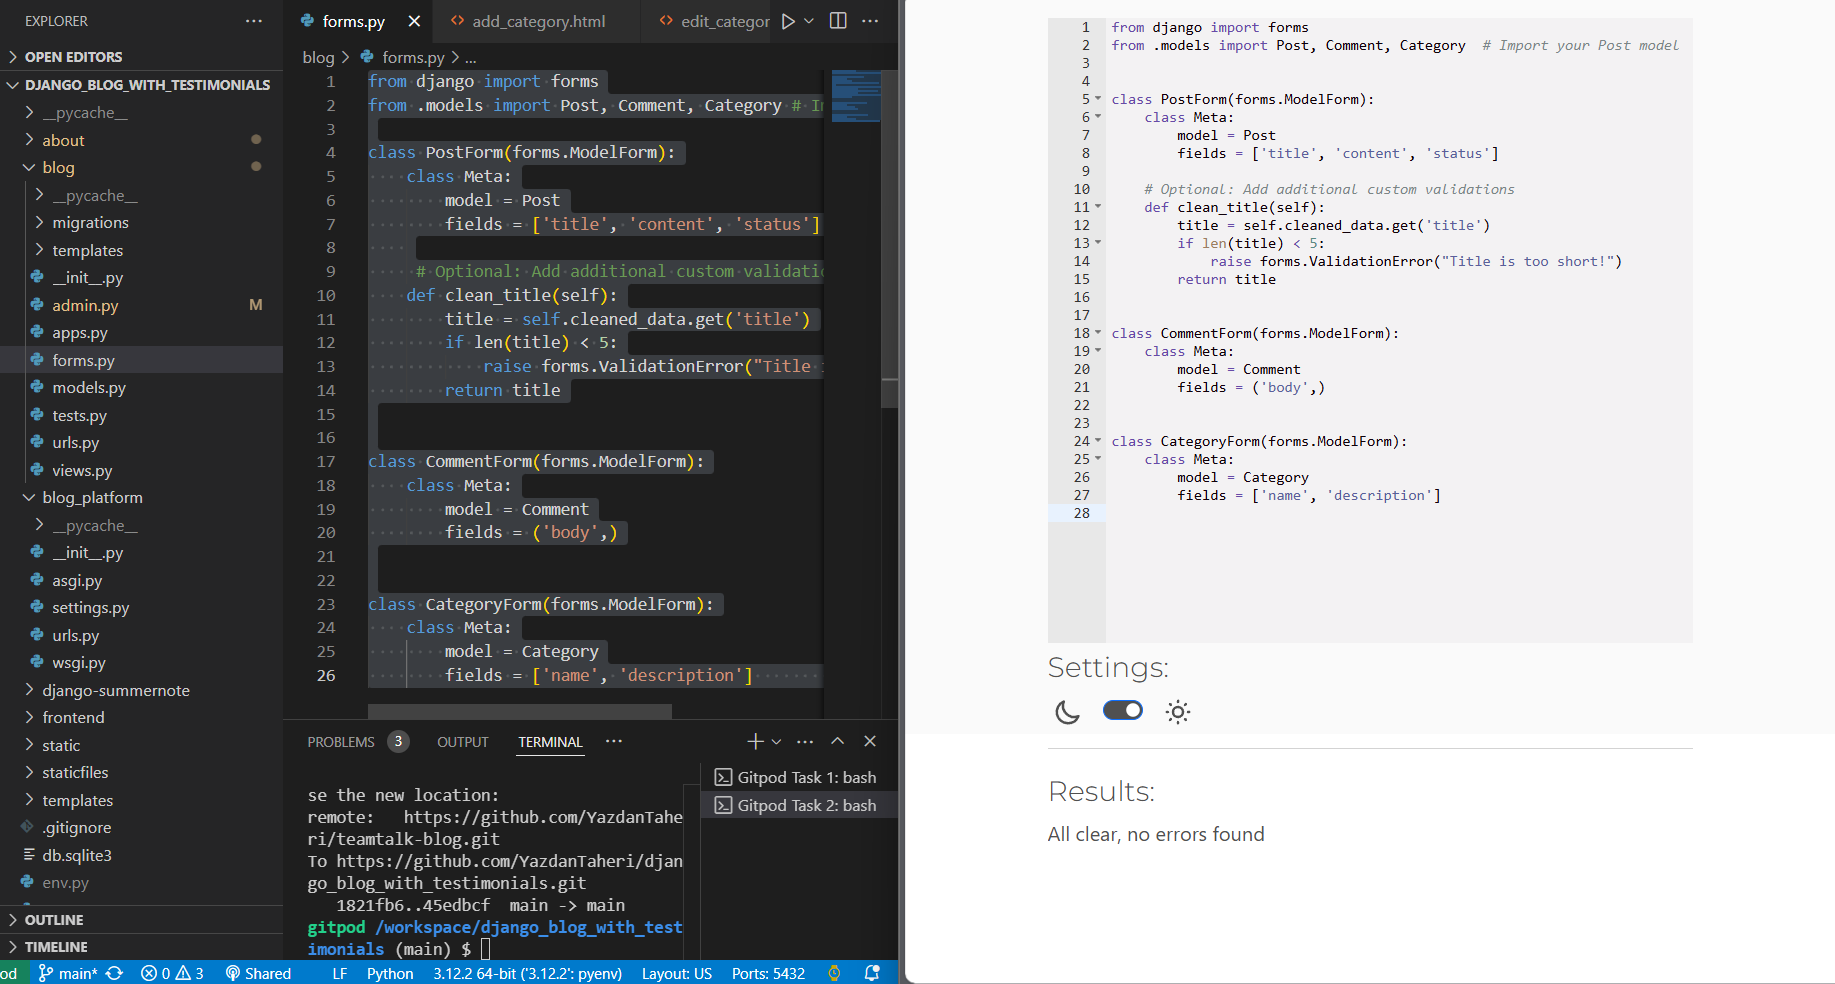 EXPLORER
OPEN EDITORS
DJANGO_BLOG_WITH_TESTIMONIALS
__pycache__
about
blog
__pycache__
migrations
templates
__init__.py
admin.py M
apps.py
forms.py
models.py
tests.py
urls.py
views.py
blog_platform
__pycache__
__init__.py
asgi.py
settings.py
urls.py
wsgi.py
django-summernote
frontend
static
staticfiles
templates
.gitignore
db.sqlite3
env.py
OUTLINE
TIMELINE
forms.py
add_category.html
edit_categor
blog > forms.py > ...
1 from django import forms
2 from .models import Post, Comment, Category # I
3
4 class PostForm(forms.ModelForm):
5     class Meta:
6         model = Post
7         fields = ['title', 'content', 'status']
8
9      # Optional: Add additional custom validatio
10     def clean_title(self):
11         title = self.cleaned_data.get('title')
12         if len(title) < 5:
13             raise forms.ValidationError("Title
14         return title
15
16
17 class CommentForm(forms.ModelForm):
18     class Meta:
19         model = Comment
20         fields = ('body',)
21
22
23 class CategoryForm(forms.ModelForm):
24     class Meta:
25         model = Category
26         fields = ['name', 'description']
PROBLEMS 3 OUTPUT TERMINAL
se the new location:
remote:   https://github.com/YazdanTahe
ri/teamtalk-blog.git
To https://github.com/YazdanTaheri/djan
go_blog_with_testimonials.git
   1821fb6..45edbcf  main -> main
gitpod /workspace/django_blog_with_test
imonials (main) $
Gitpod Task 1: bash
Gitpod Task 2: bash
od main* 0 3 Shared LF Python 3.12.2 64-bit ('3.12.2': pyenv) Layout: US Ports: 5432
1 from django import forms
2 from .models import Post, Comment, Category  # Import your Post model
3
4
5 class PostForm(forms.ModelForm):
6     class Meta:
7         model = Post
8         fields = ['title', 'content', 'status']
9
10     # Optional: Add additional custom validations
11     def clean_title(self):
12         title = self.cleaned_data.get('title')
13         if len(title) < 5:
14             raise forms.ValidationError("Title is too short!")
15         return title
16
17
18 class CommentForm(forms.ModelForm):
19     class Meta:
20         model = Comment
21         fields = ('body',)
22
23
24 class CategoryForm(forms.ModelForm):
25     class Meta:
26         model = Category
27         fields = ['name', 'description']
28
Settings:
Results:
All clear, no errors found